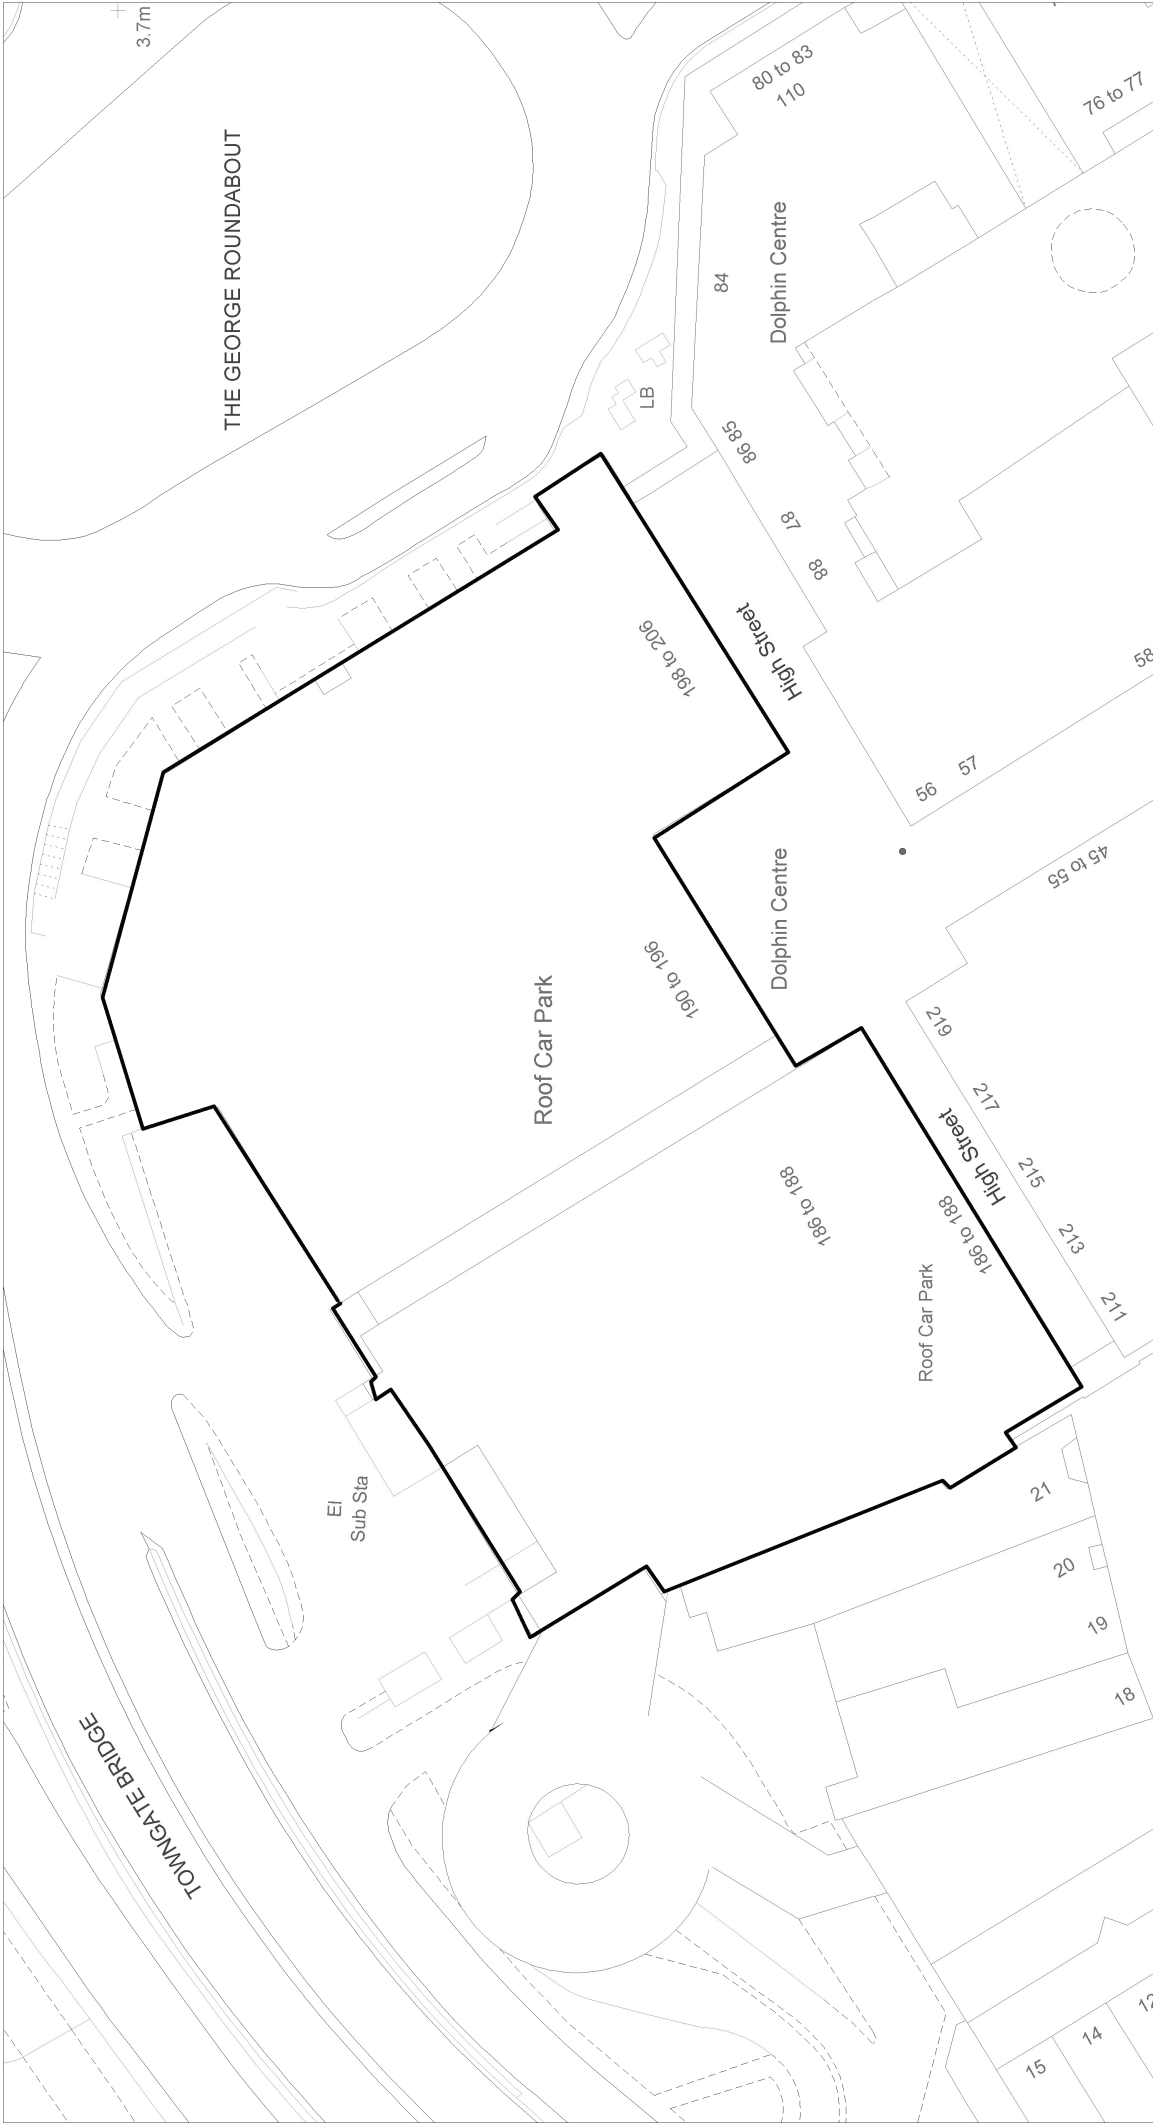 3.7m
THE GEORGE ROUNDABOUT
80 to 83
110
76 to 77
Dolphin Centre
84
LB
86 85
87
88
198 to 206
High Street
58
57
56
45 to 55
Dolphin Centre
190 to 196
Roof Car Park
219
217
High Street
215
186 to 188
186 to 188
213
Roof Car Park
211
El
Sub Sta
21
20
19
18
TOWNGATE BRIDGE
15
14
12